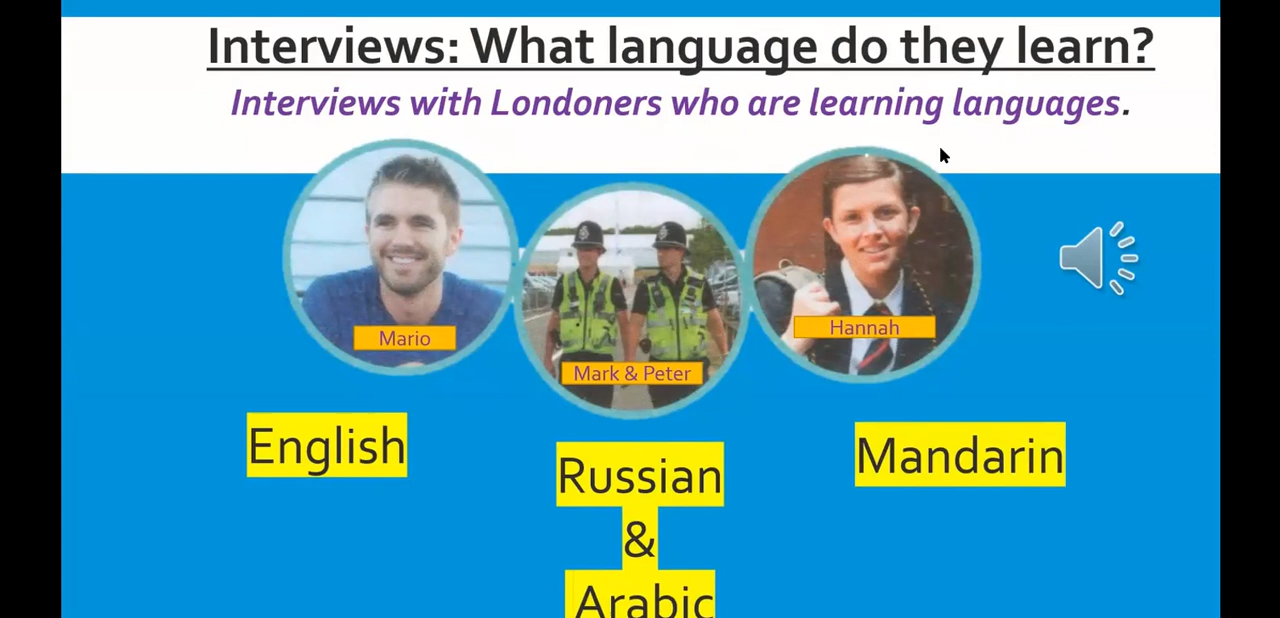 Interviews: What language do they learn?
Interviews with Londoners who are learning languages.
Mario
Mark & Peter
Hannah
English
Russian
&
Arabic
Mandarin